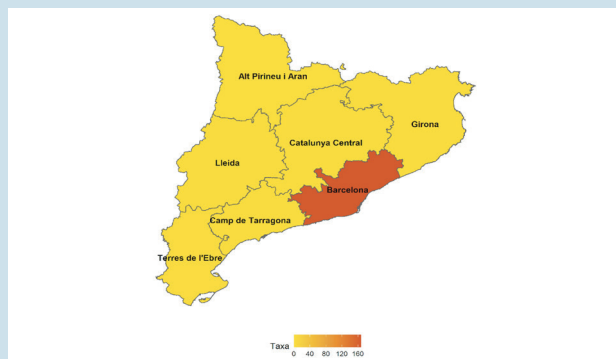 Alt Pirineu i Aran
Girona
Catalunya Central
Lleida
Barcelona
Camp de Tarragona
Terres de l'Ebre
Taxa
0 40 80 120 160